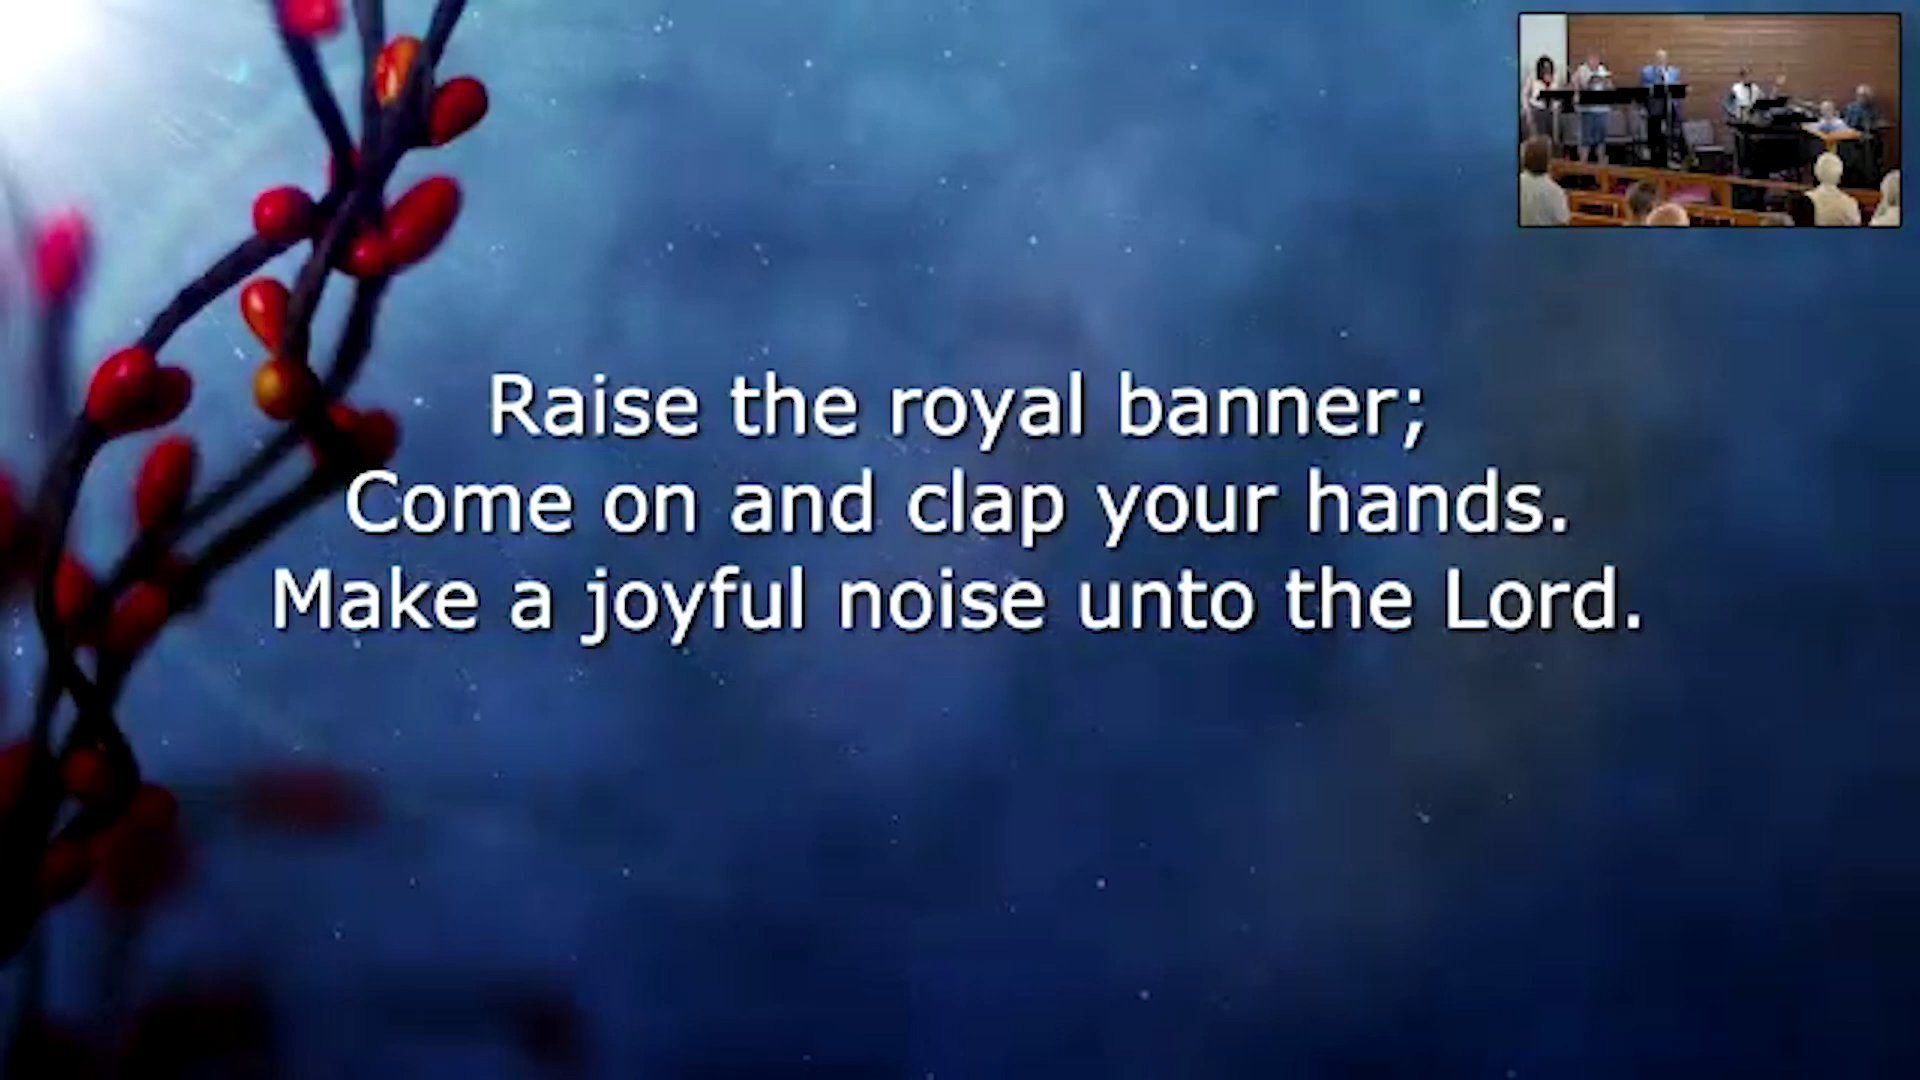 Raise the royal banner;
Come on and clap your hands.
Make a joyful noise unto the Lord.